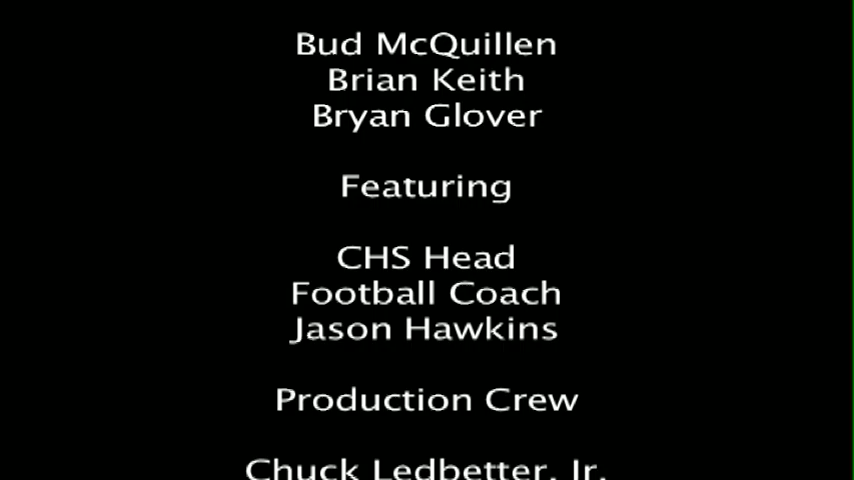 Bud McQuillen
Brian Keith
Bryan Glover
Featuring
CHS Head
Football Coach
Jason Hawkins
Production Crew
Chuck Ledbetter, Jr.